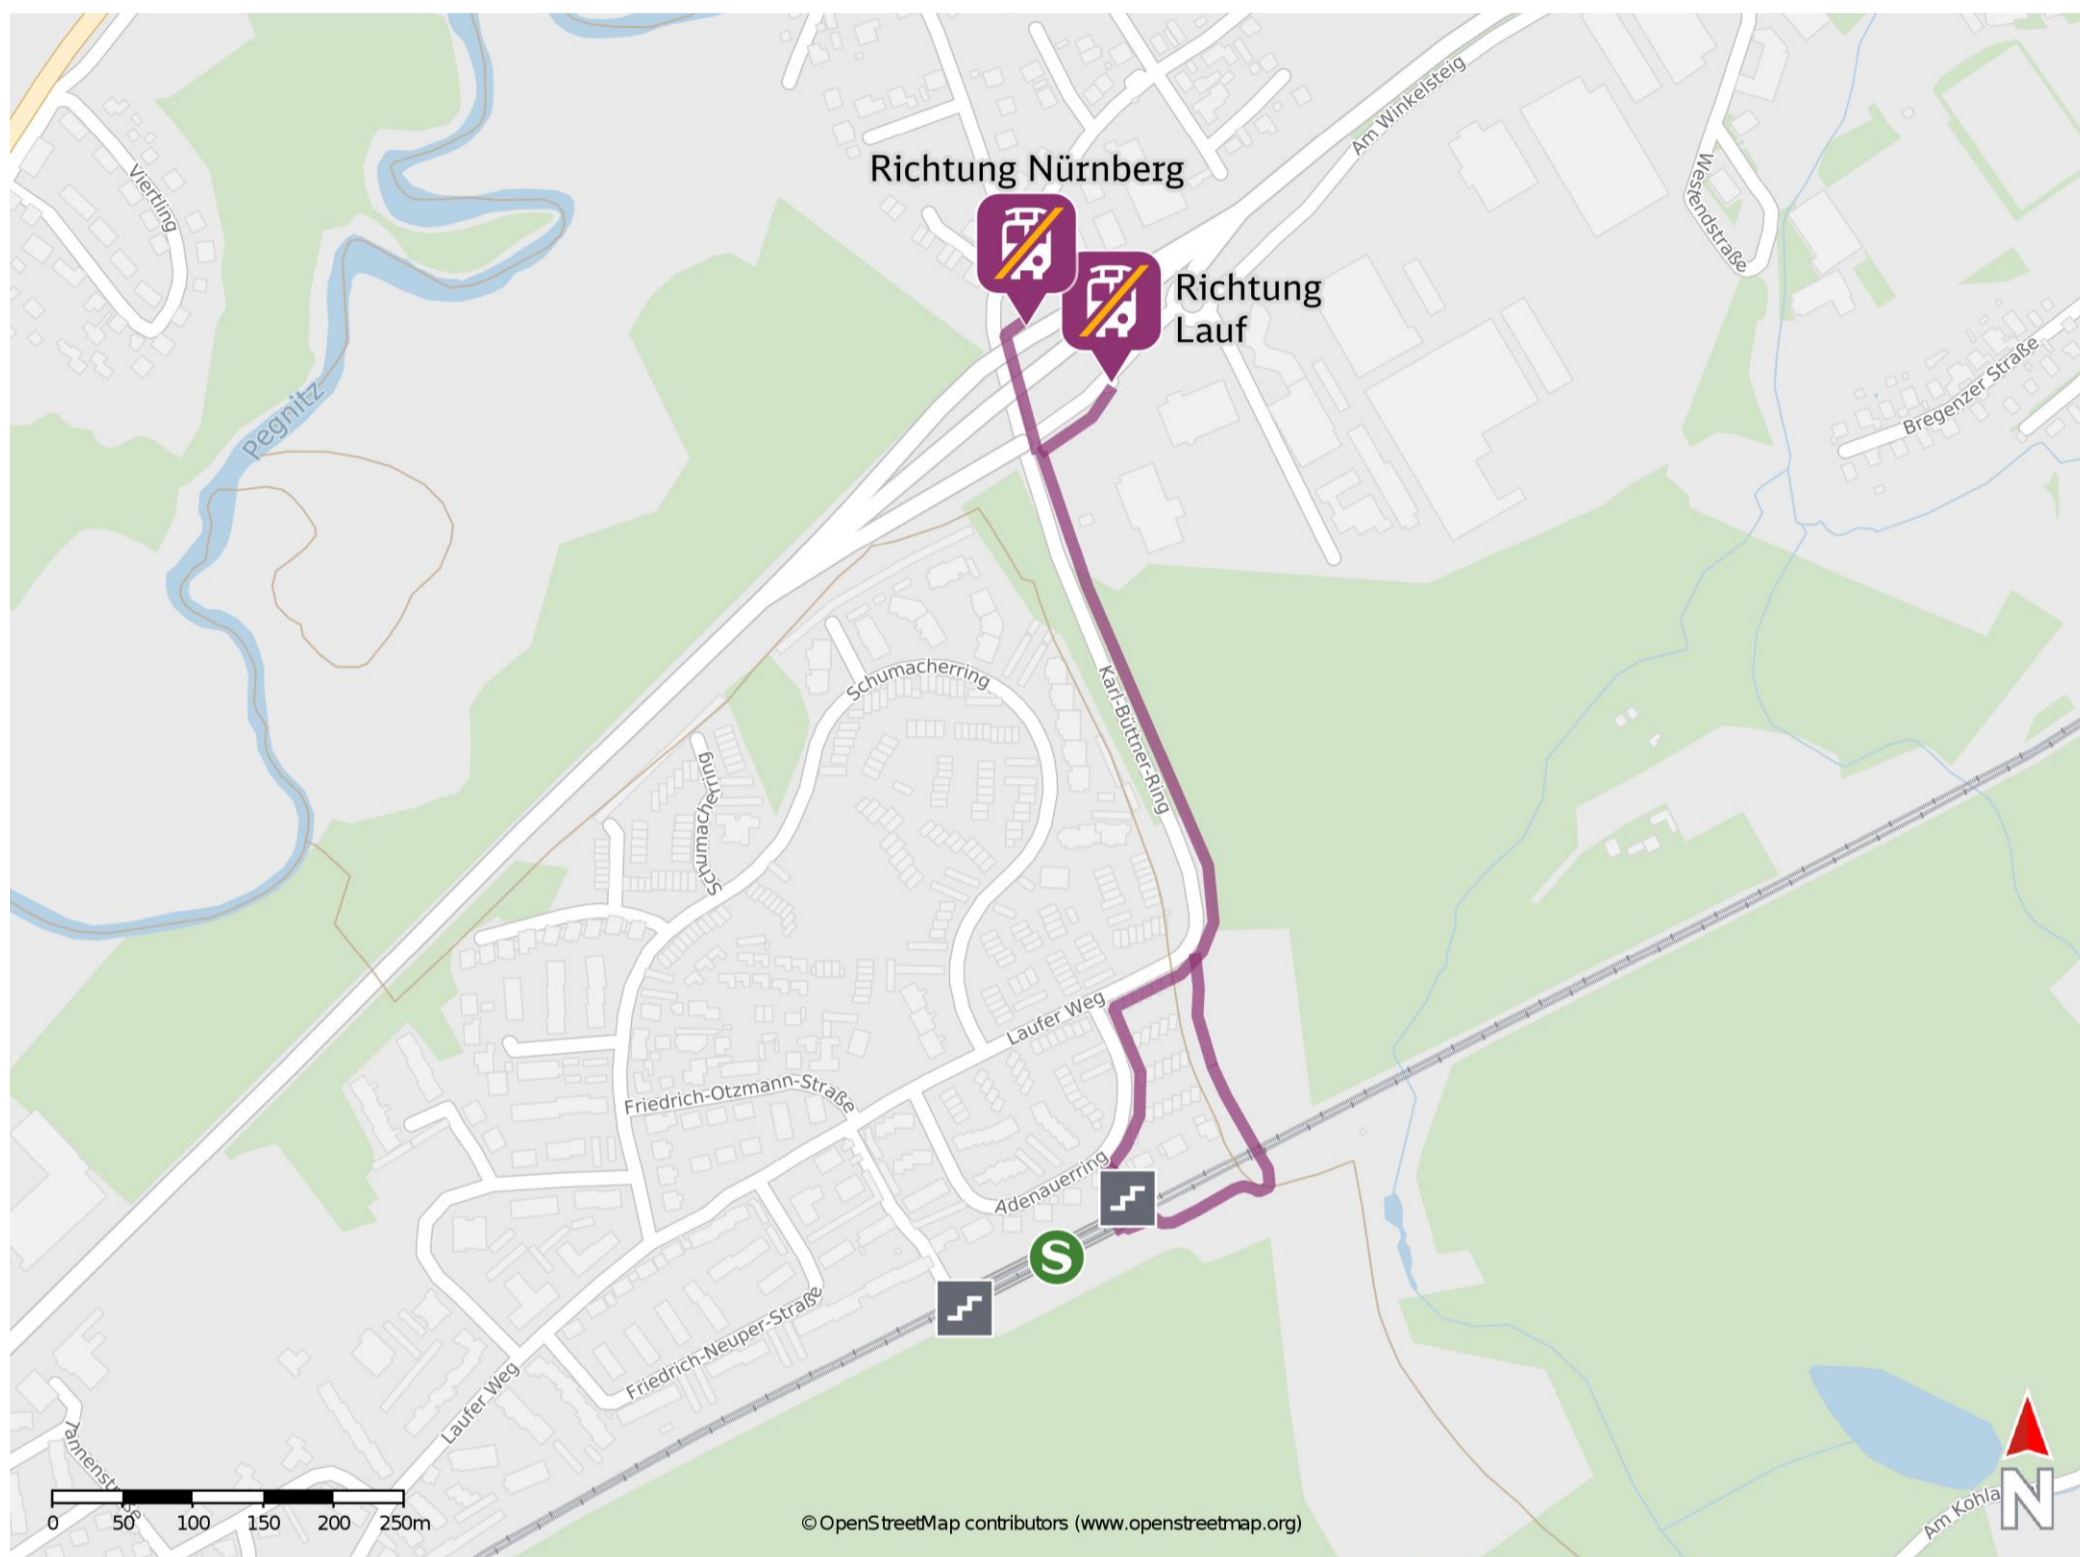 Am Winkelsteig
Viertling
Richtung Nürnberg
Westendstraße
Richtung
Lauf
Bregenzer Straße
Pegnitz
Schumacherring
Karl-Büttner-Ring
Schumacherring
Laufer Weg
Friedrich-Otzmann-Straße
Adenauerring
S
Friedrich-Neuper-Straße
Laufer Weg
Tannenstraße
Am Kohla
N
0 50 100 150 200 250m
© OpenStreetMap contributors (www.openstreetmap.org)